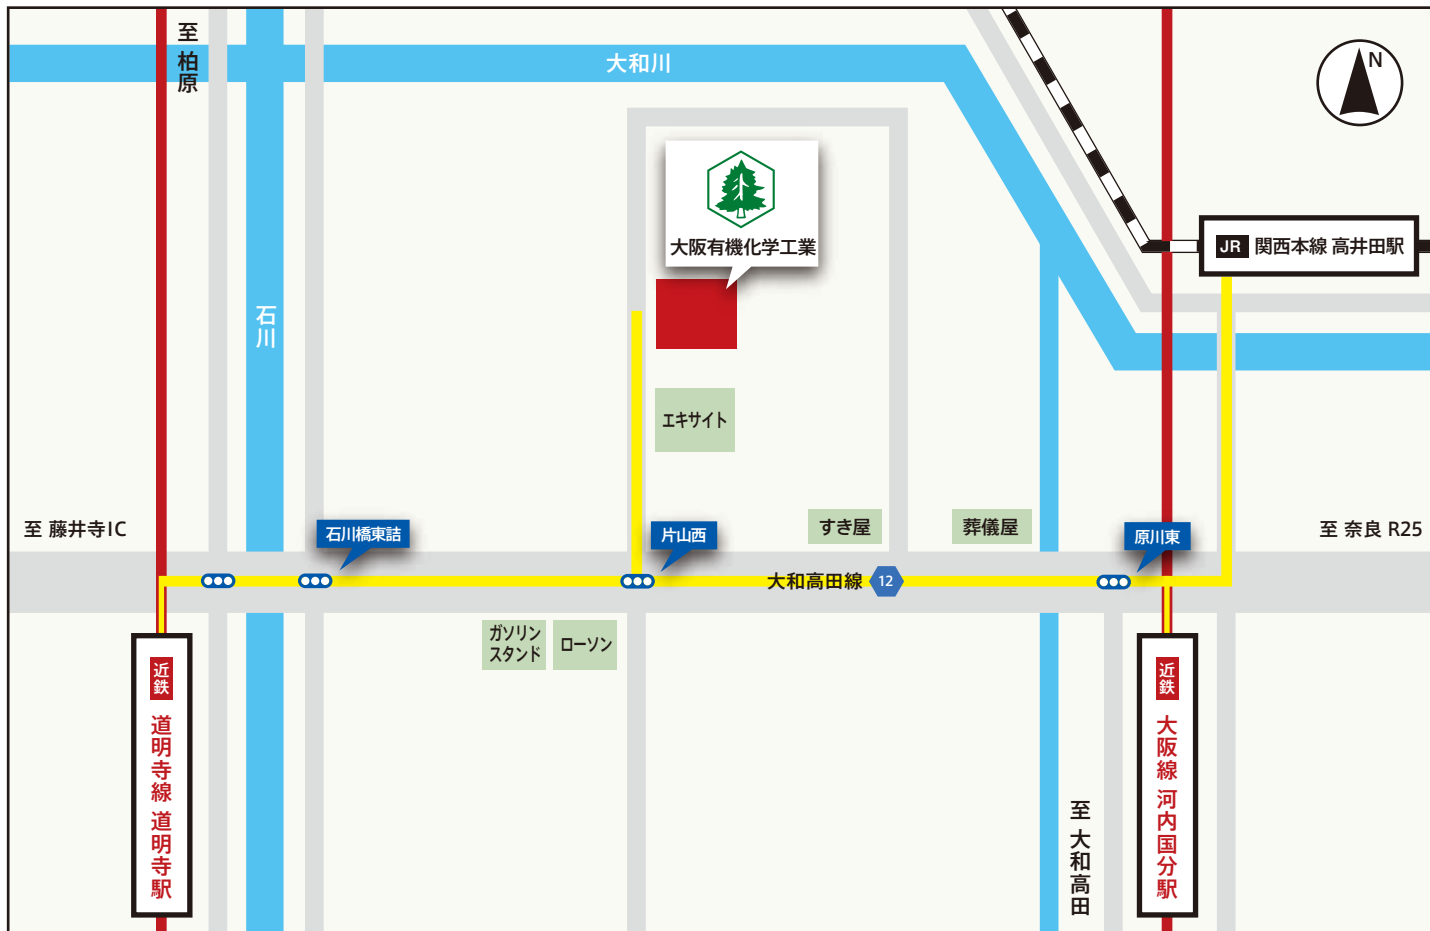 至 柏原
大和川
N
大阪有機化学工業
JR 関西本線 高井田駅
石川
エキサイト
至 藤井寺IC
石川橋東詰
片山西
すき屋
葬儀屋
原川東
至 奈良 R25
大和高田線 12
ガソリン
スタンド
ローソン
近鉄
道明寺線 道明寺駅
近鉄
大阪線 河内国分駅
至 大和高田